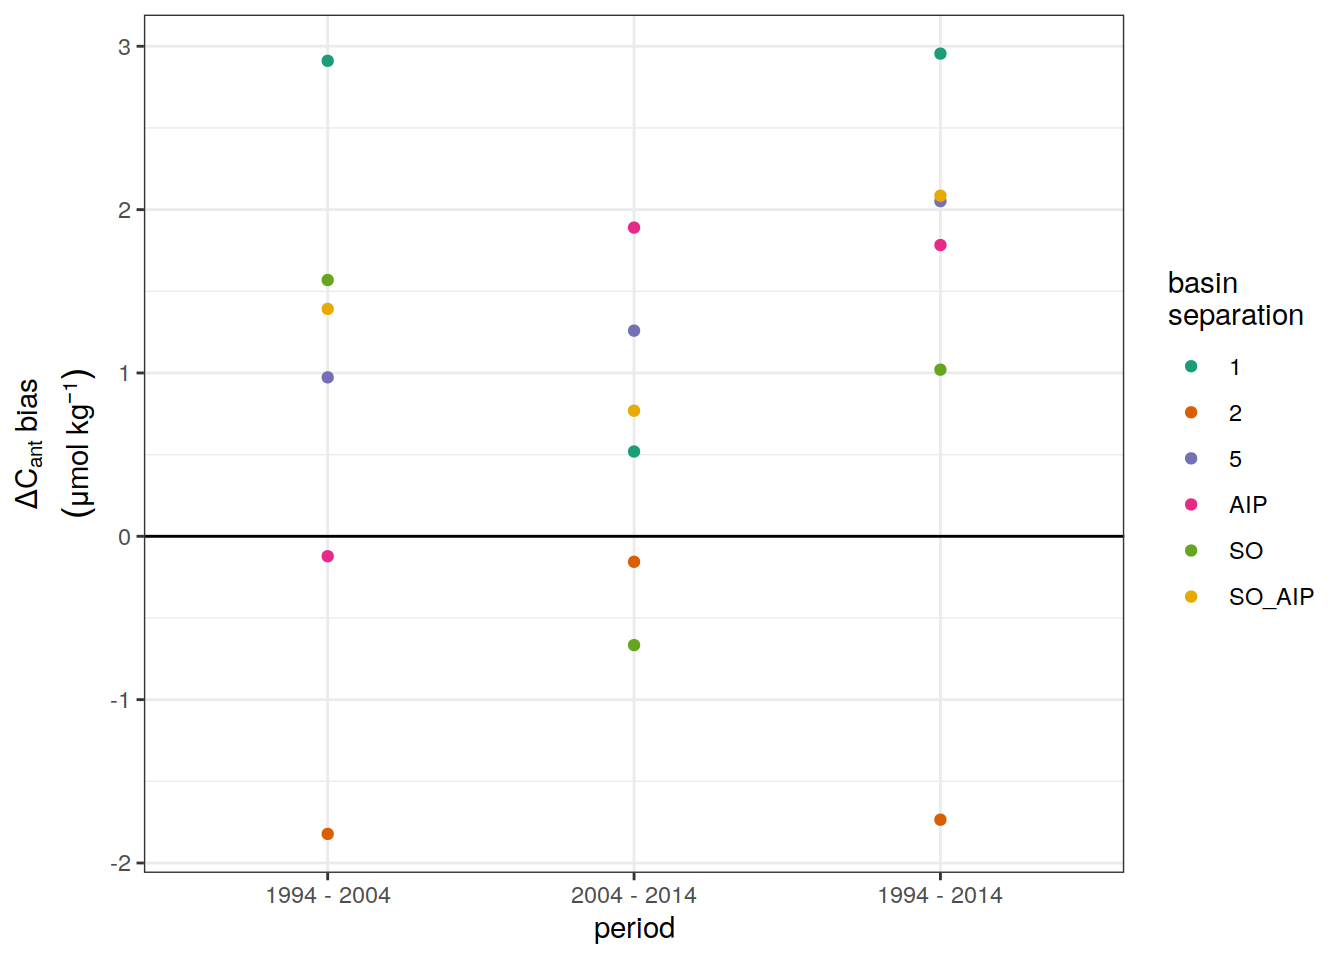 3
2
1
0
-1
-2
ΔCant bias
(μmol kg⁻¹)
1994 - 2004
2004 - 2014
1994 - 2014
period
basin
separation
1
2
5
AIP
SO
SO_AIP